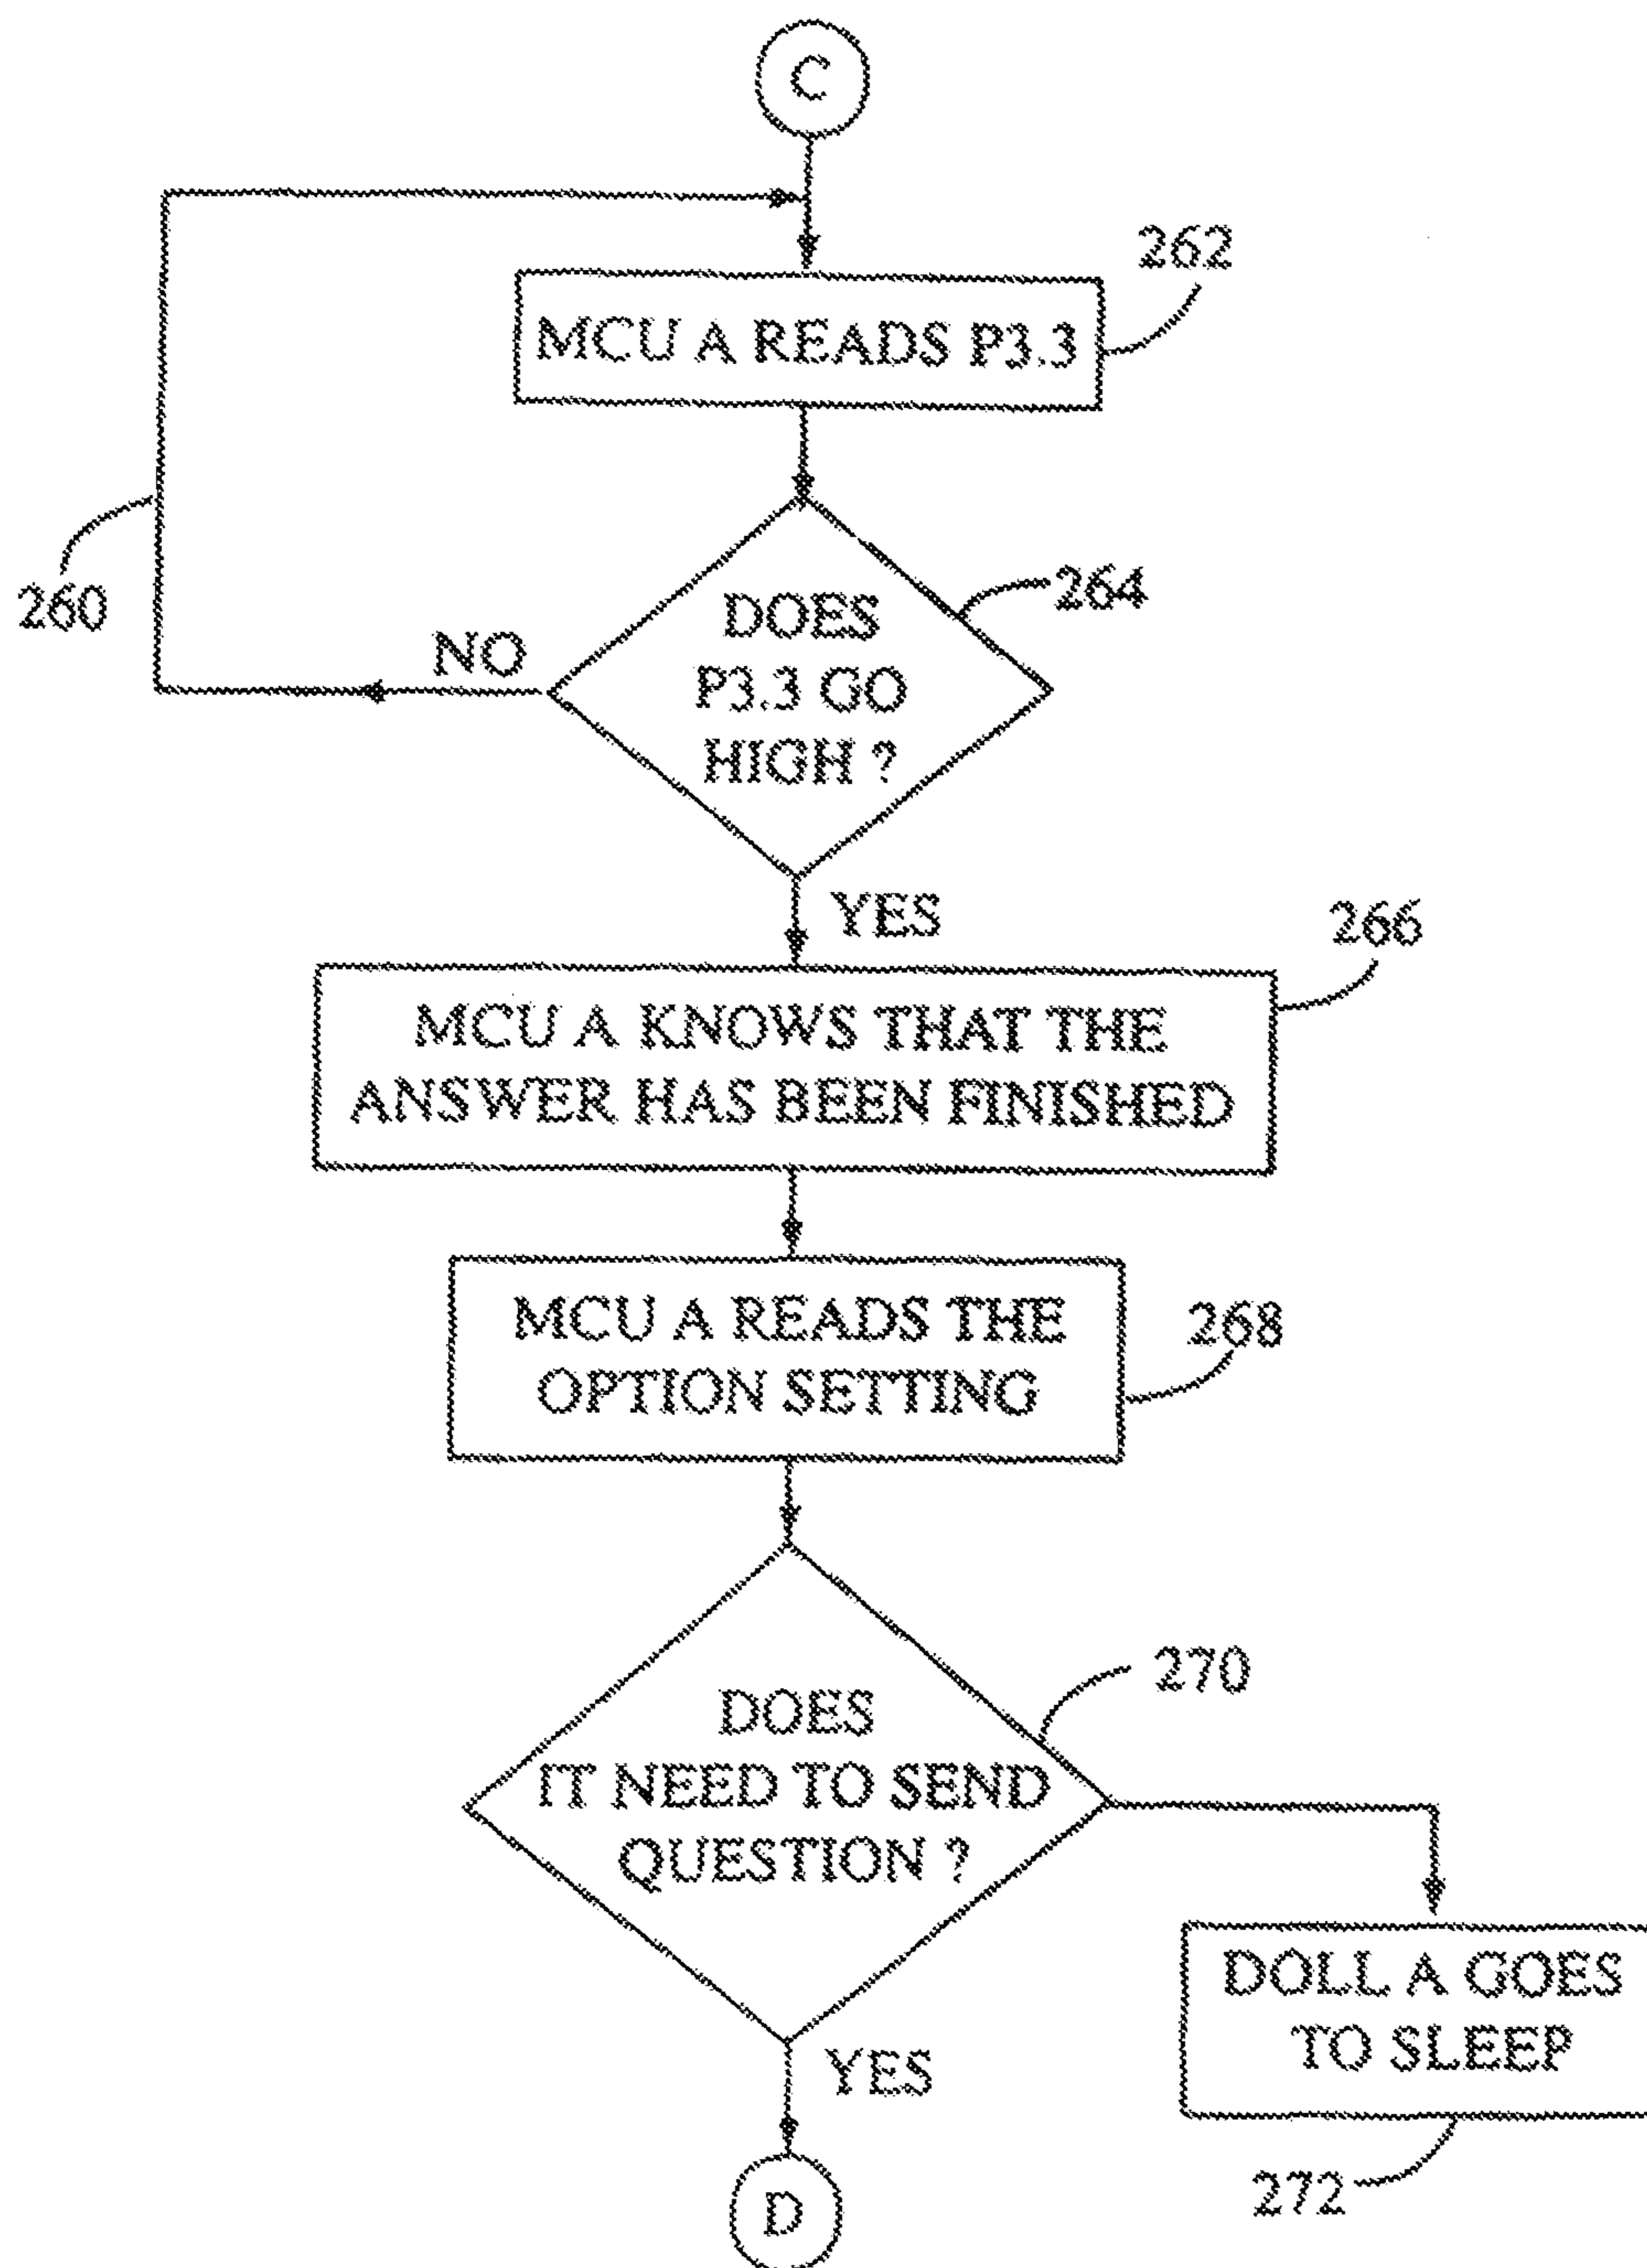 C
262
MCU A READS P3.3
260
264
DOES
P3.3 GO
HIGH ?
NO
YES
266
MCU A KNOWS THAT THE
ANSWER HAS BEEN FINISHED
MCU A READS THE
OPTION SETTING
268
270
DOES
IT NEED TO SEND
QUESTION ?
DOLL A GOES
TO SLEEP
YES
272
D